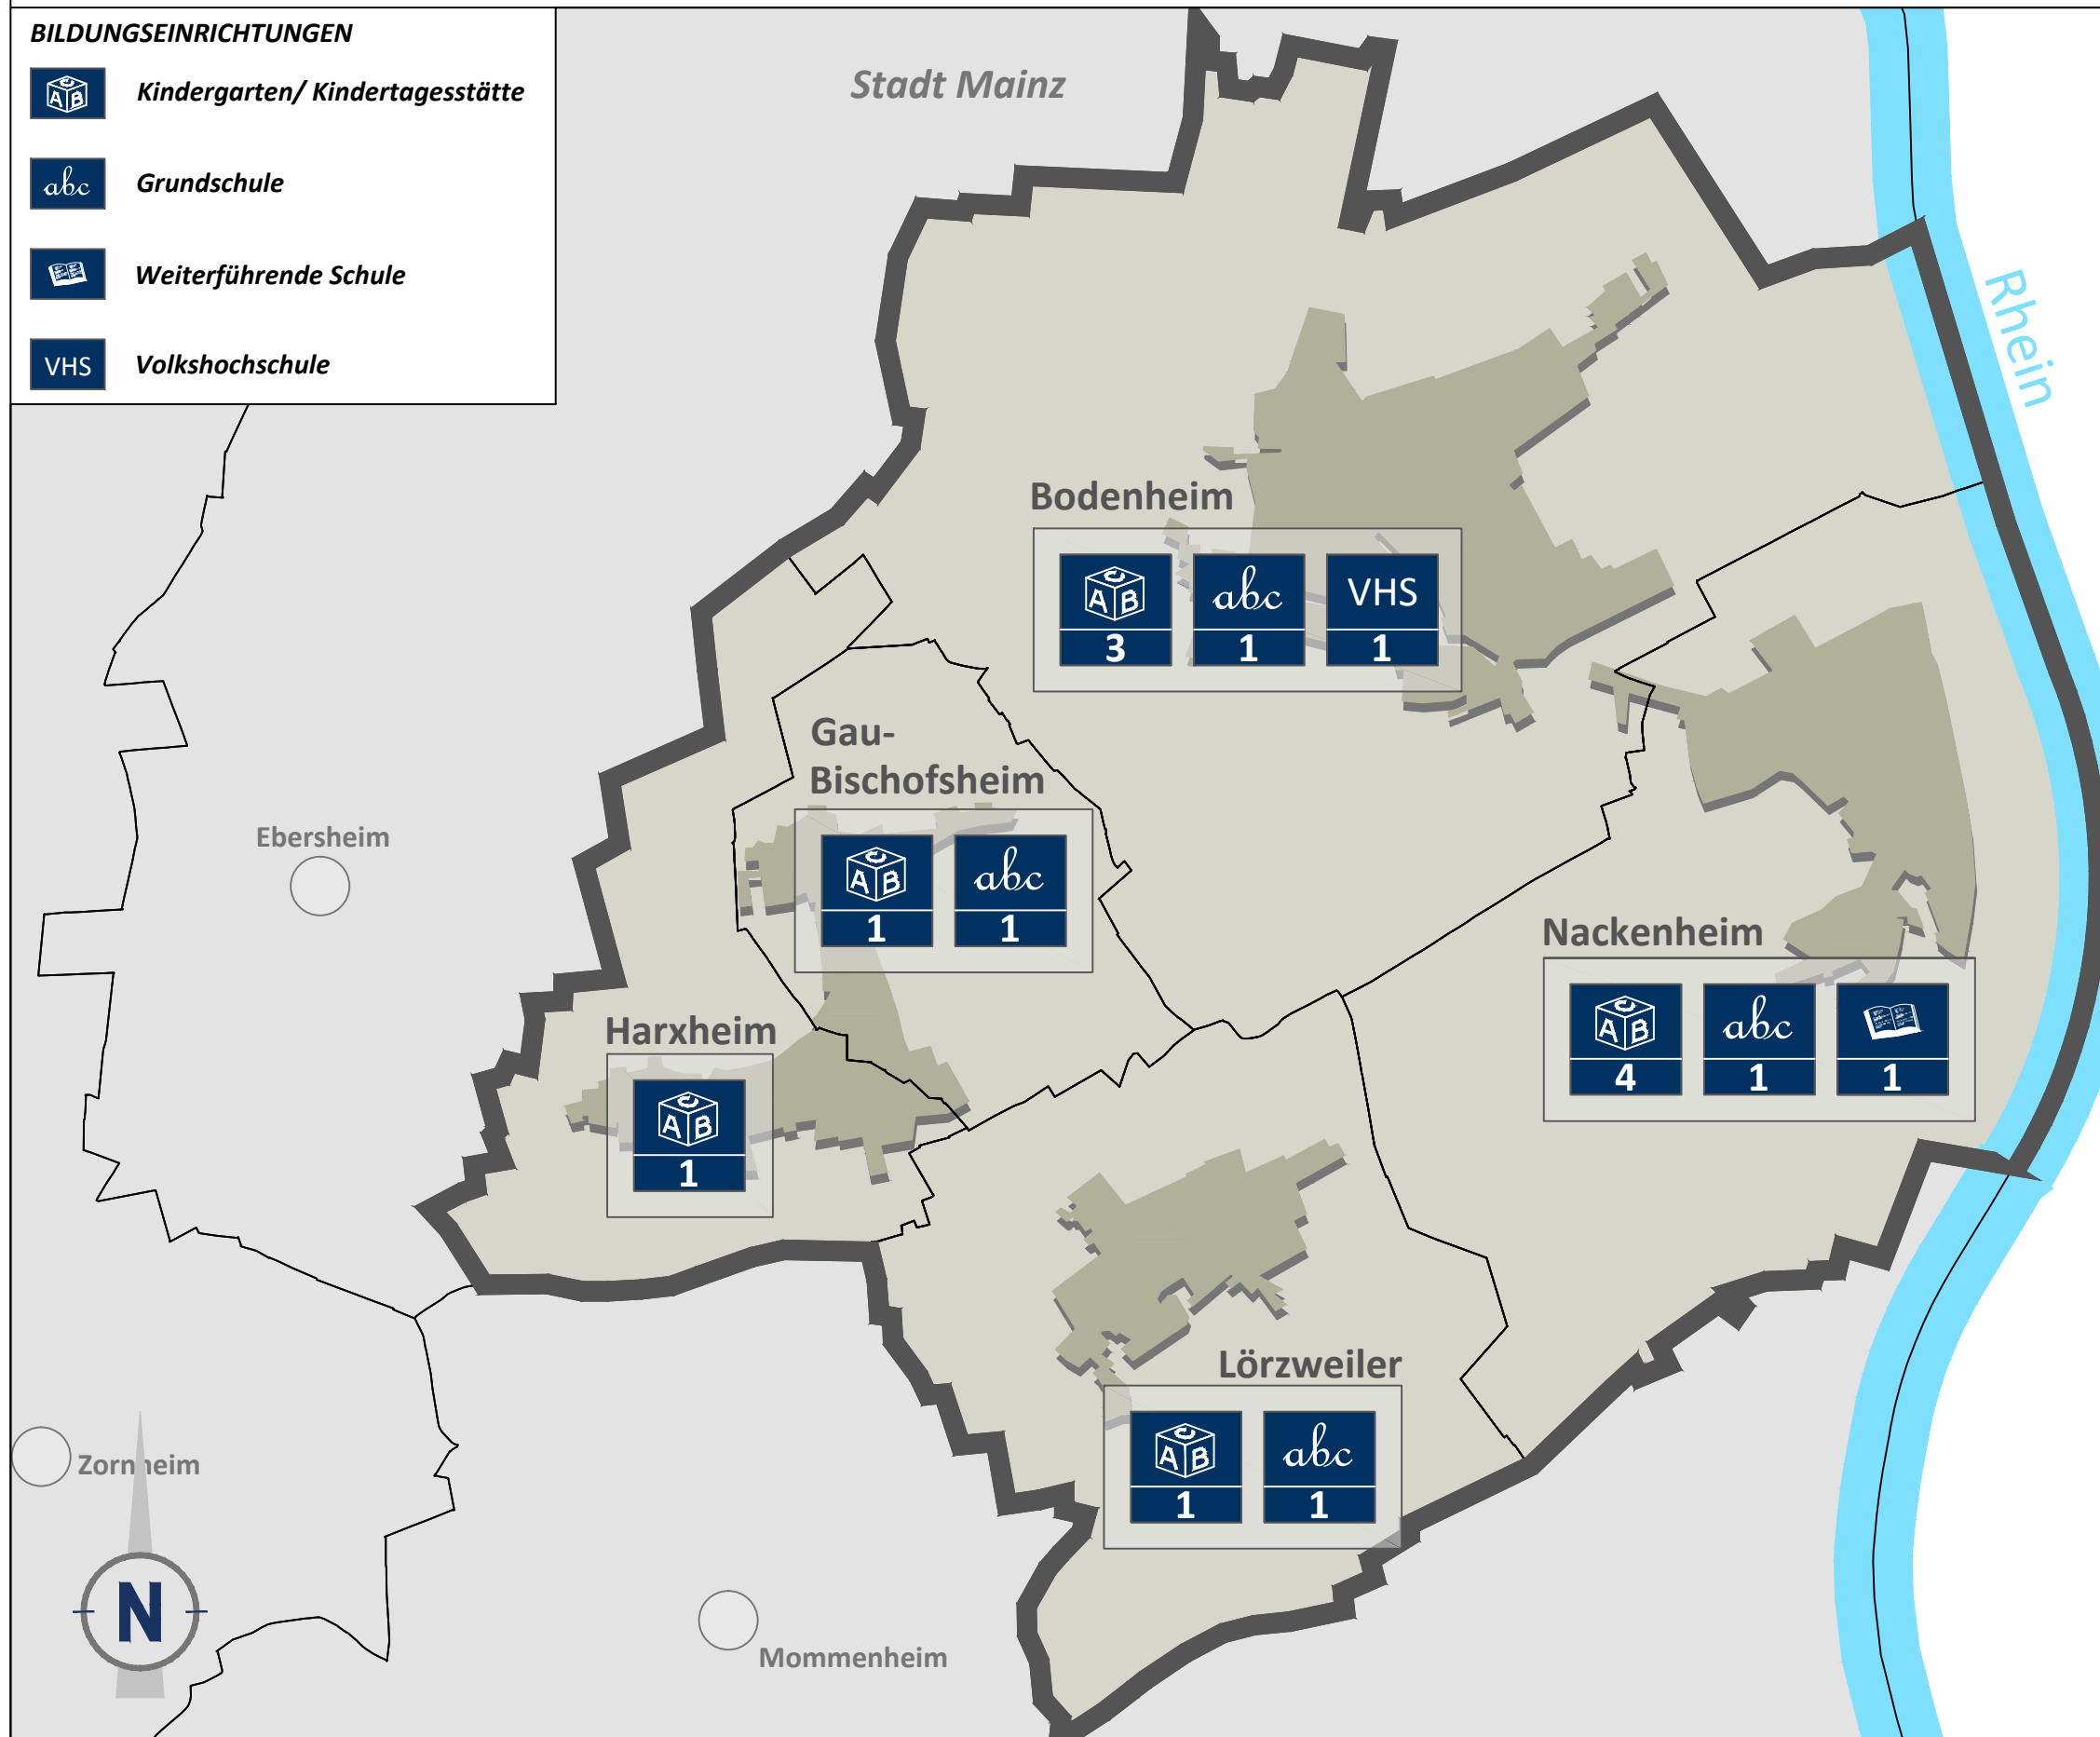 BILDUNGSEINRICHTUNGEN
Kindergarten/ Kindertagesstätte
abc
Grundschule
Weiterführende Schule
VHS
Volkshochschule
Stadt Mainz
Rhein
Bodenheim
A B C
abc
VHS
3
1
1
Gau-
Bischofsheim
A B C
abc
1
1
Ebersheim
Nackenheim
A B C
abc
4
1
1
Harxheim
A B C
1
Lörzweiler
A B C
abc
1
1
Zornheim
N
Mommenheim